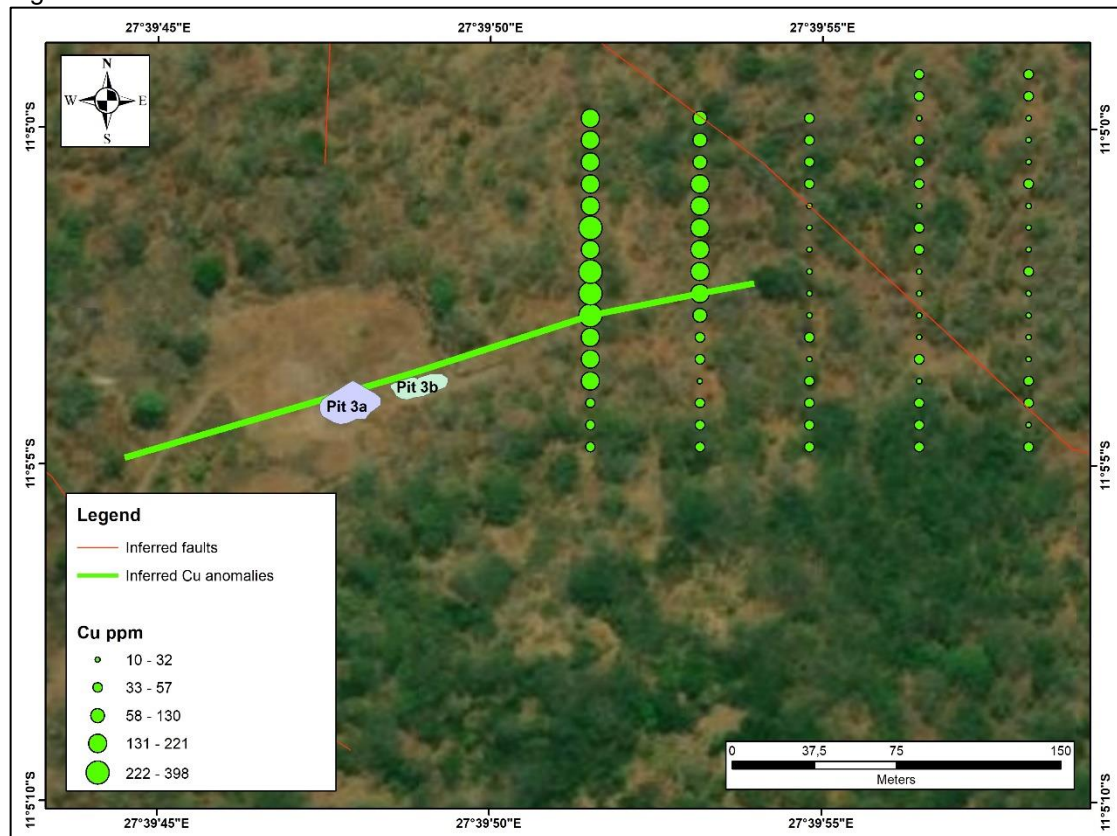 27°39'45"E 27°39'50"E 27°39'55"E
N
W E
S
11°5'0"S 11°5'0"S
Pit 3a Pit 3b
11°5'5"S 11°5'5"S
Legend
Inferred faults
Inferred Cu anomalies
Cu ppm
10 - 32
33 - 57
58 - 130
131 - 221
222 - 398
0 37,5 75 150
Meters
11°5'10"S 11°5'10"S
27°39'45"E 27°39'50"E 27°39'55"E